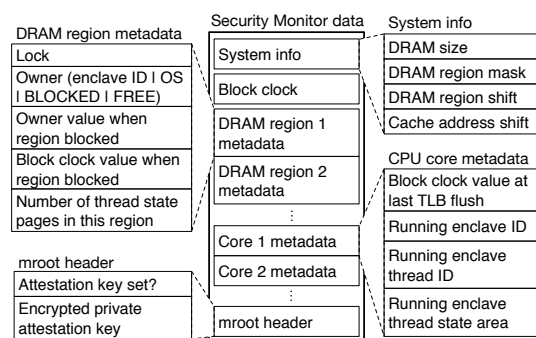 DRAM region metadata
Lock
Owner (enclave ID | OS
| BLOCKED | FREE)
Owner value when
region blocked
Block clock value when
region blocked
Number of thread state
pages in this region
mroot header
Attestation key set?
Encrypted private
attestation key
Security Monitor data
System info
Block clock
DRAM region 1
metadata
DRAM region 2
metadata
...
Core 1 metadata
Core 2 metadata
...
mroot header
System info
DRAM size
DRAM region mask
DRAM region shift
Cache address shift
CPU core metadata
Block clock value at
last TLB flush
Running enclave ID
Running enclave
thread ID
Running enclave
thread state area